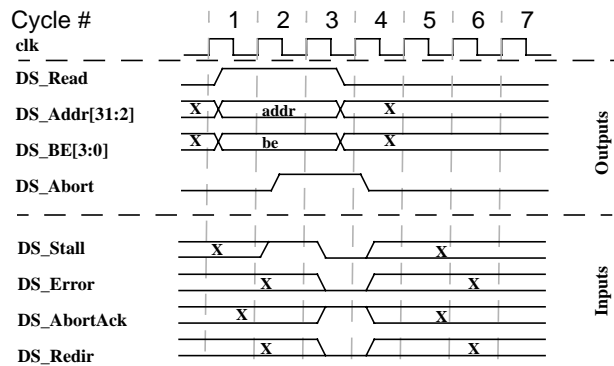 Cycle # 1 2 3 4 5 6 7
clk
DS_Read
DS_Addr[31:2] X addr X
DS_BE[3:0] X be X
DS_Abort
Outputs
DS_Stall X X
DS_Error X X
DS_AbortAck X X
DS_Redir X X
Inputs